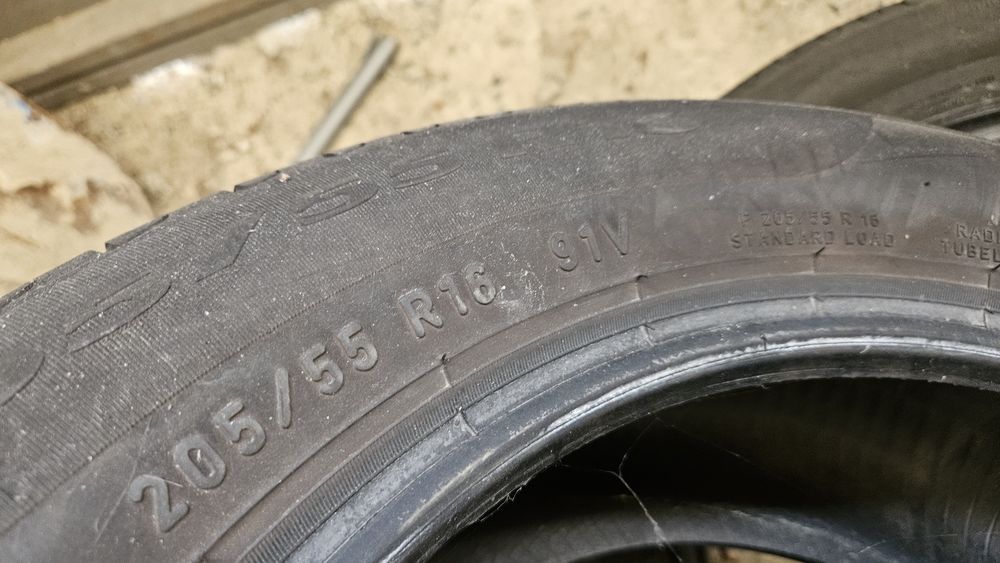 205/55 R16 91V
P 205/55 R 16
STANDARD LOAD
RADI
TUBEL